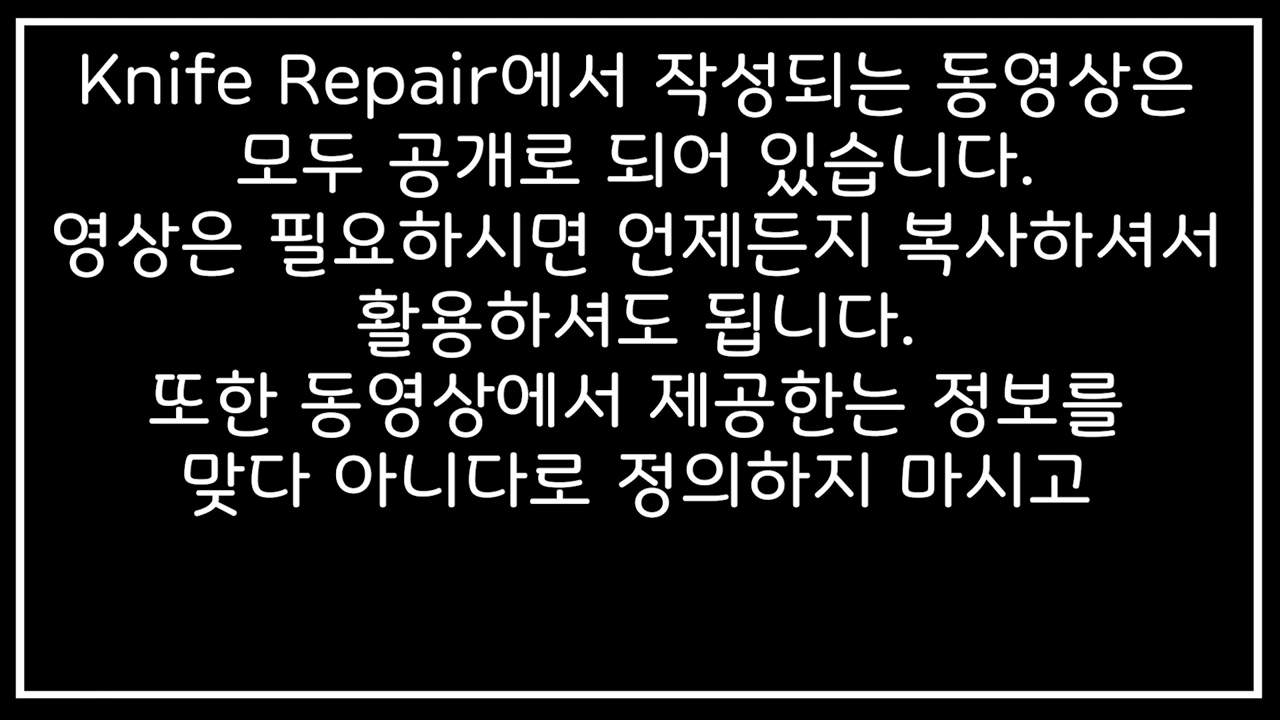 Knife Repair에서 작성되는 동영상은
모두 공개로 되어 있습니다.
영상은 필요하시면 언제든지 복사하셔서
활용하셔도 됩니다.
또한 동영상에서 제공한는 정보를
맞다 아니다로 정의하지 마시고